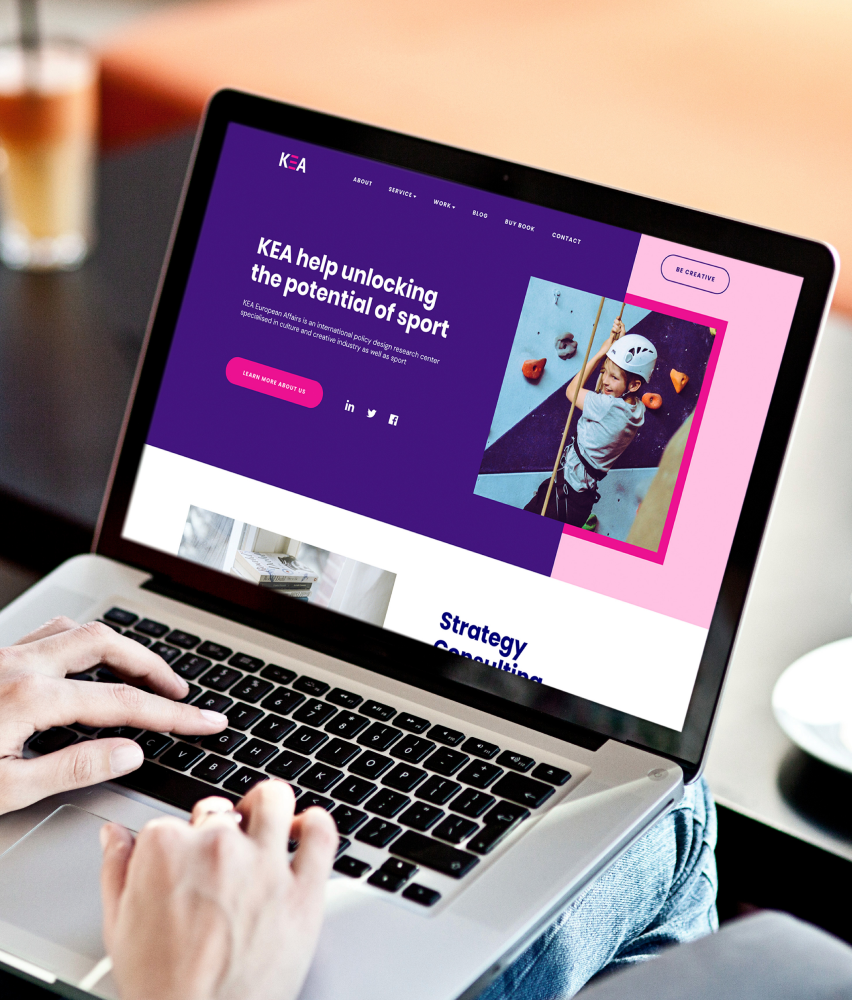 KEA
ABOUT SERVICE WORK BLOG BUY BOOK CONTACT
BE CREATIVE
KEA help unlocking
the potential of sport
KEA European Affairs is an international policy design research center
specialised in culture and creative industry as well as sport
LEARN MORE ABOUT US
in
Strategy
Consulting